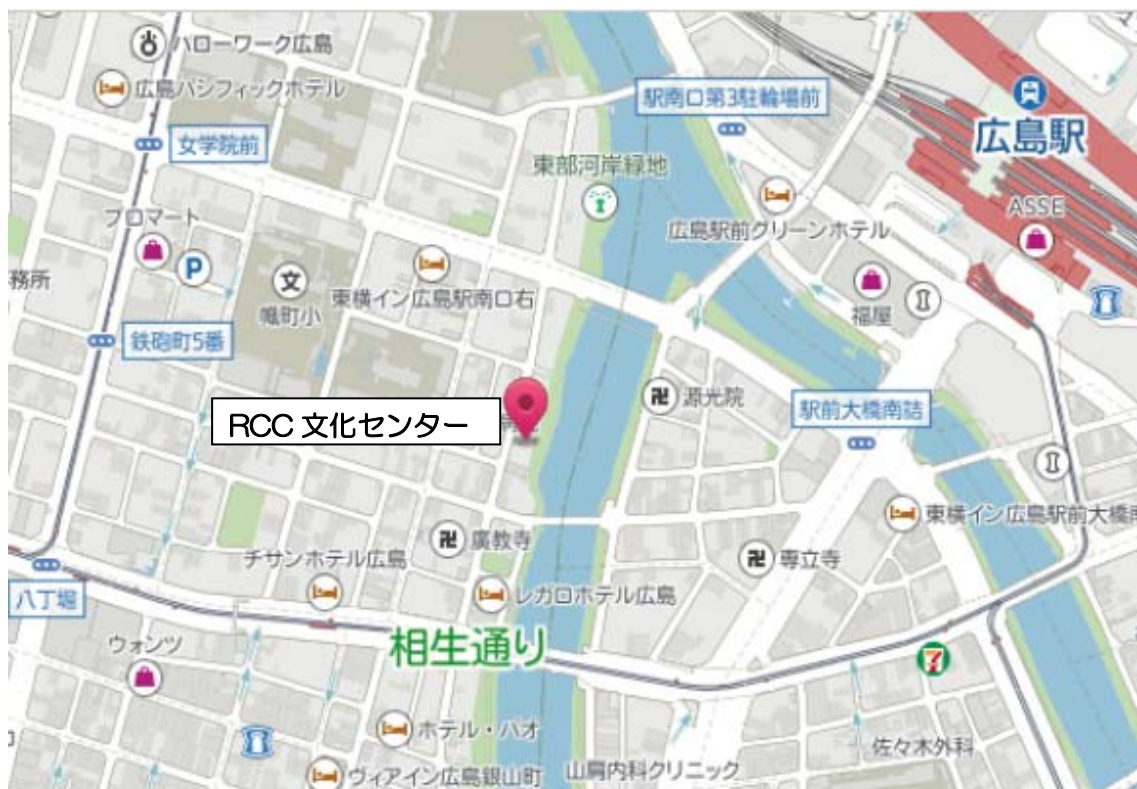 ハローワーク広島
広島パシフィックホテル
駅南口第3駐輪場前
広島駅
女学院前
東部河岸緑地
ASSE
フロマート
広島駅前グリーンホテル
務所
P
文
幟町小
東横イン広島駅南口右
福屋
鉄砲町5番
卍
源光院
駅前大橋南詰
RCC 文化センター
東横イン広島駅前大橋南
卍
廣教寺
チサンホテル広島
卍
専立寺
八丁堀
レガロホテル広島
相生通り
ウォンツ
7
ホテル・パオ
佐々木外科
ヴィアイン広島銀山町
山肩内科クリニック